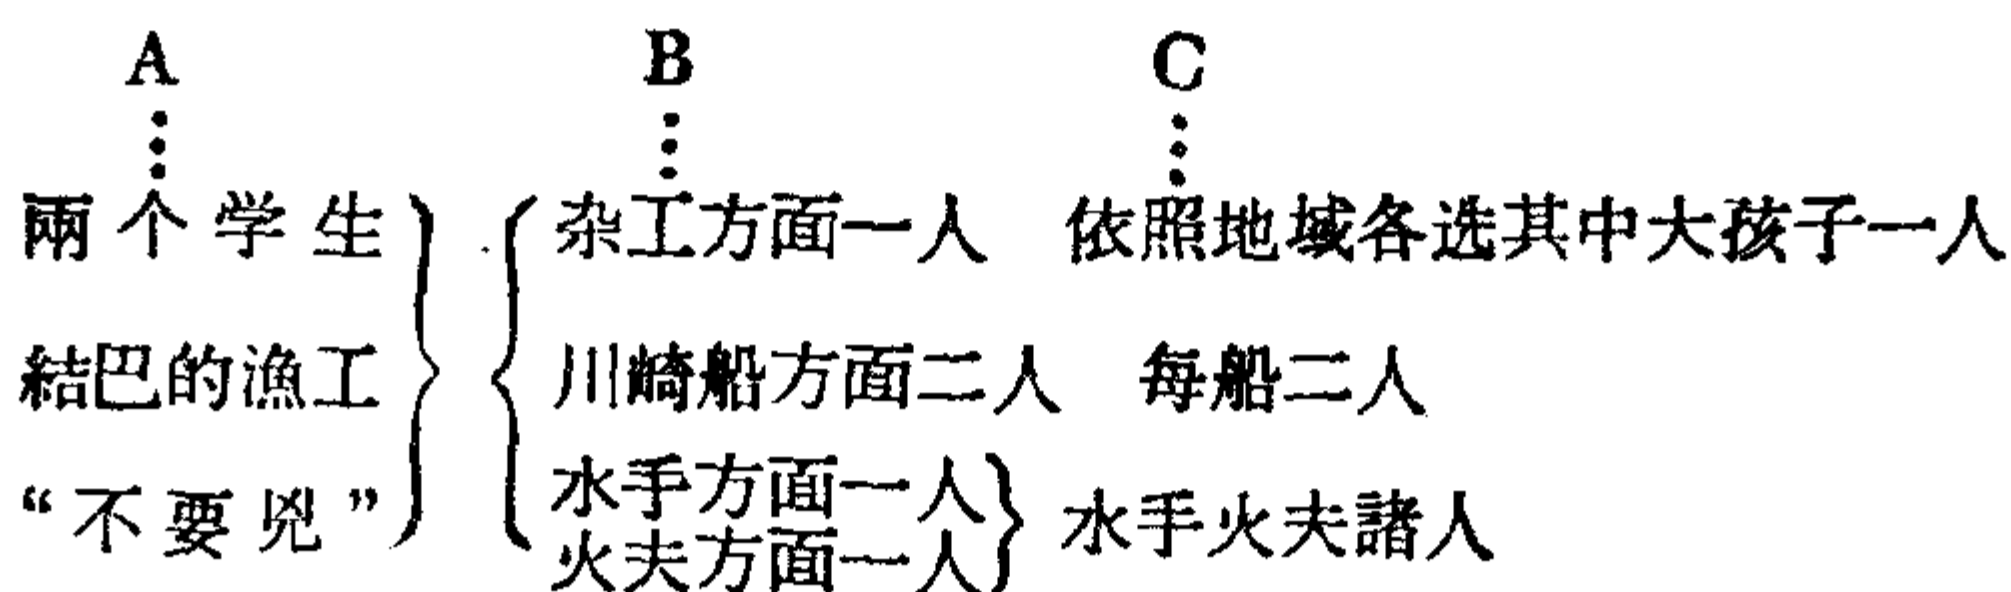 A B C
兩个学生 杂工方面一人 依照地域各选其中大孩子一人
結巴的漁工 川崎船方面二人 每船二人
“不要兇” 水手方面一人 水手火夫諸人
火夫方面一人